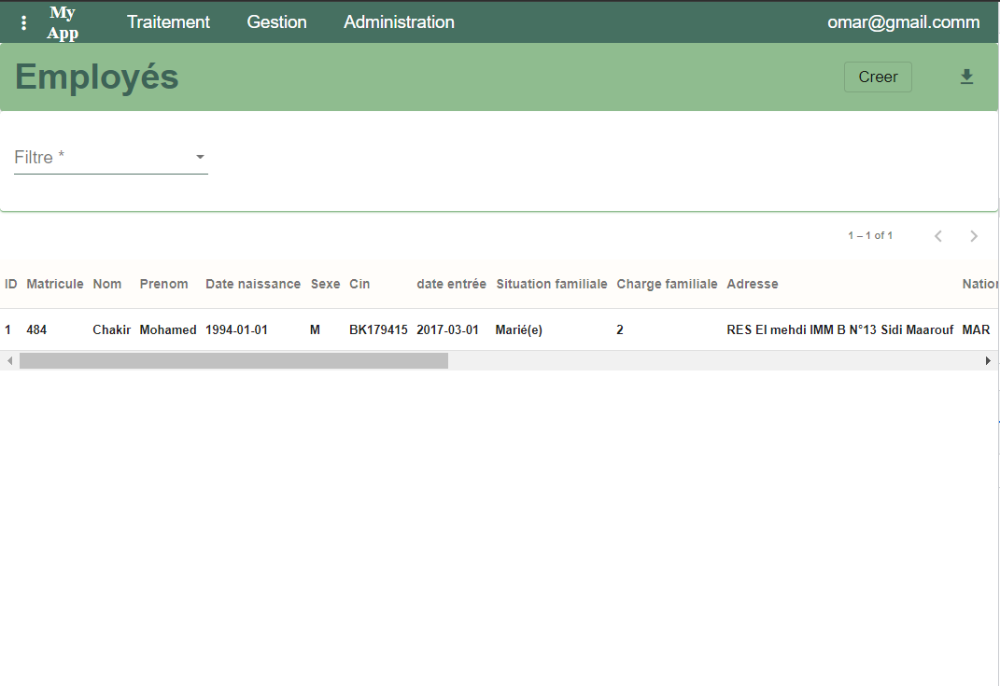 My App
Traitement
Gestion
Administration
omar@gmail.comm
Employés
Creer
Filtre *
1 – 1 of 1
ID Matricule Nom Prenom Date naissance Sexe Cin date entrée Situation familiale Charge familiale Adresse Nation
1 484 Chakir Mohamed 1994-01-01 M BK179415 2017-03-01 Marié(e) 2 RES El mehdi IMM B N°13 Sidi Maarouf MAR